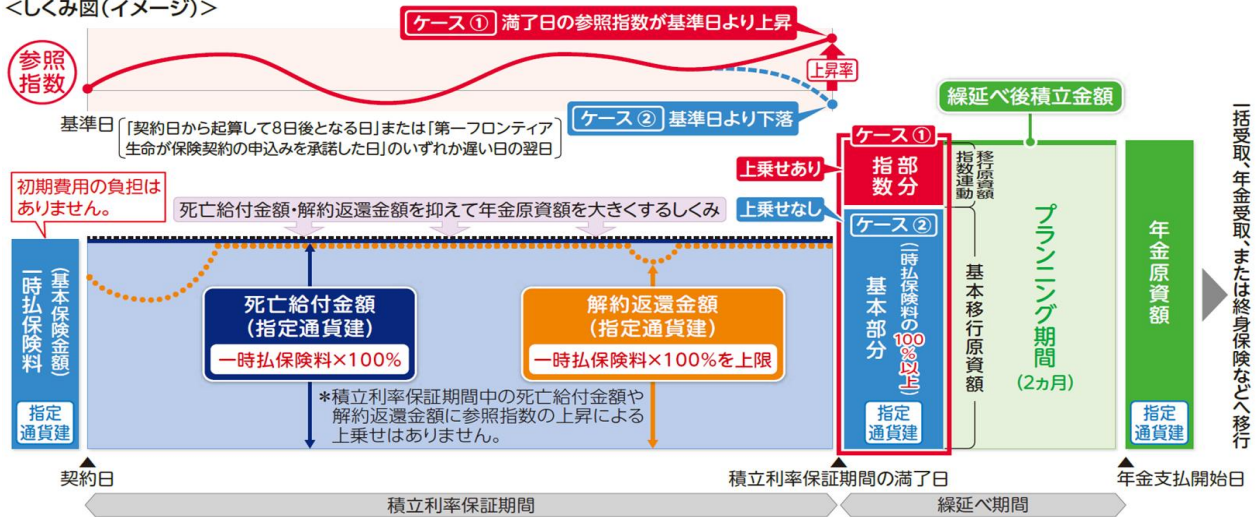 <しくみ図(イメージ)>
ケース① 満了日の参照指数が基準日より上昇
参照
指数
上昇率
ケース② 基準日より下落
基準日
「契約日から起算して8日後となる日」または「第一フロンティア
生命が保険契約の申込みを承諾した日」のいずれか遅い日の翌日
繰延べ後積立金額
初期費用の負担は
ありません。
死亡給付金額・解約返還金額を抑えて年金原資額を大きくするしくみ
上乗せあり
上乗せなし
ケース①
指数
部分
指数連動
移行原資額
ケース②
基本部分
(一時払保険料の100%以上)
指定
通貨建
基本移行原資額
プランニング期間
(2ヵ月)
年金原資額
指定
通貨建
一括受取、年金受取、または終身保険などへ移行
一時払保険料
(基本保険金額)
指定
通貨建
死亡給付金額
(指定通貨建)
一時払保険料×100%
解約返還金額
(指定通貨建)
一時払保険料×100%を上限
*積立利率保証期間中の死亡給付金額や
解約返還金額に参照指数の上昇による
上乗せはありません。
▲
契約日
▲
積立利率保証期間の満了日
▲
年金支払開始日
積立利率保証期間
繰延べ期間